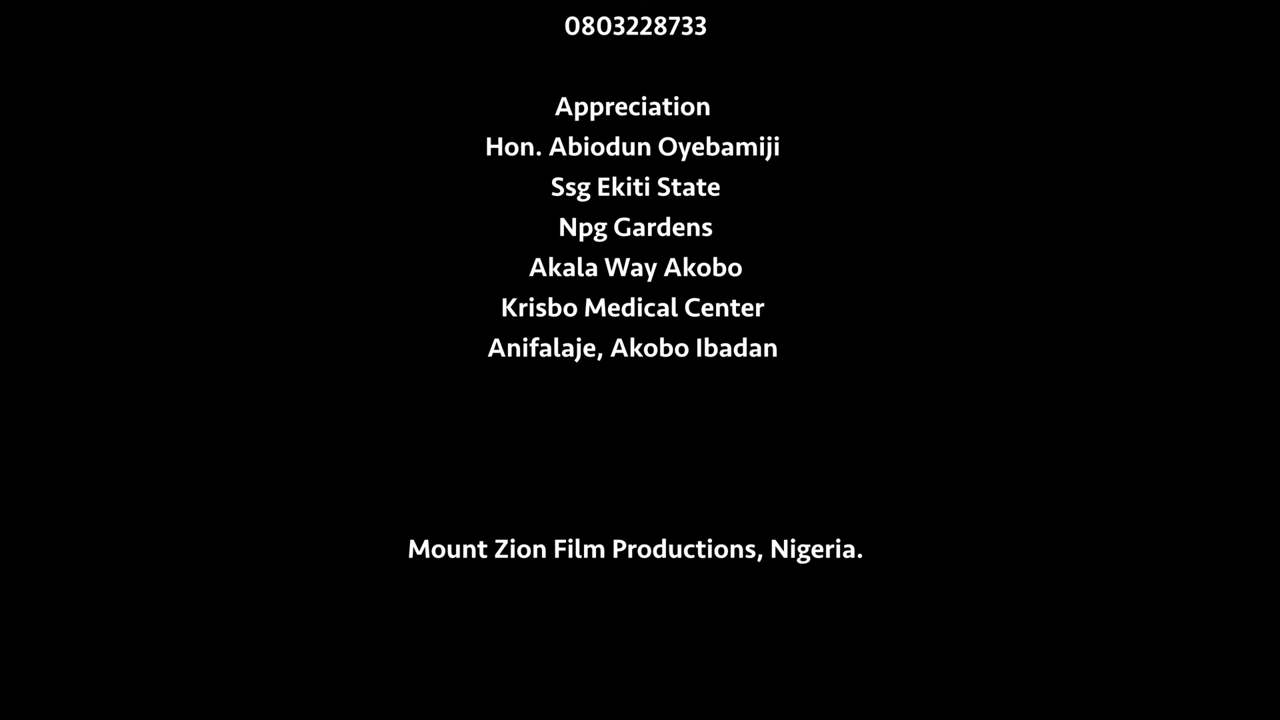 0803228733
Appreciation
Hon. Abiodun Oyebamiji
Ssg Ekiti State
Npg Gardens
Akala Way Akobo
Krisbo Medical Center
Anifalaje, Akobo Ibadan
Mount Zion Film Productions, Nigeria.